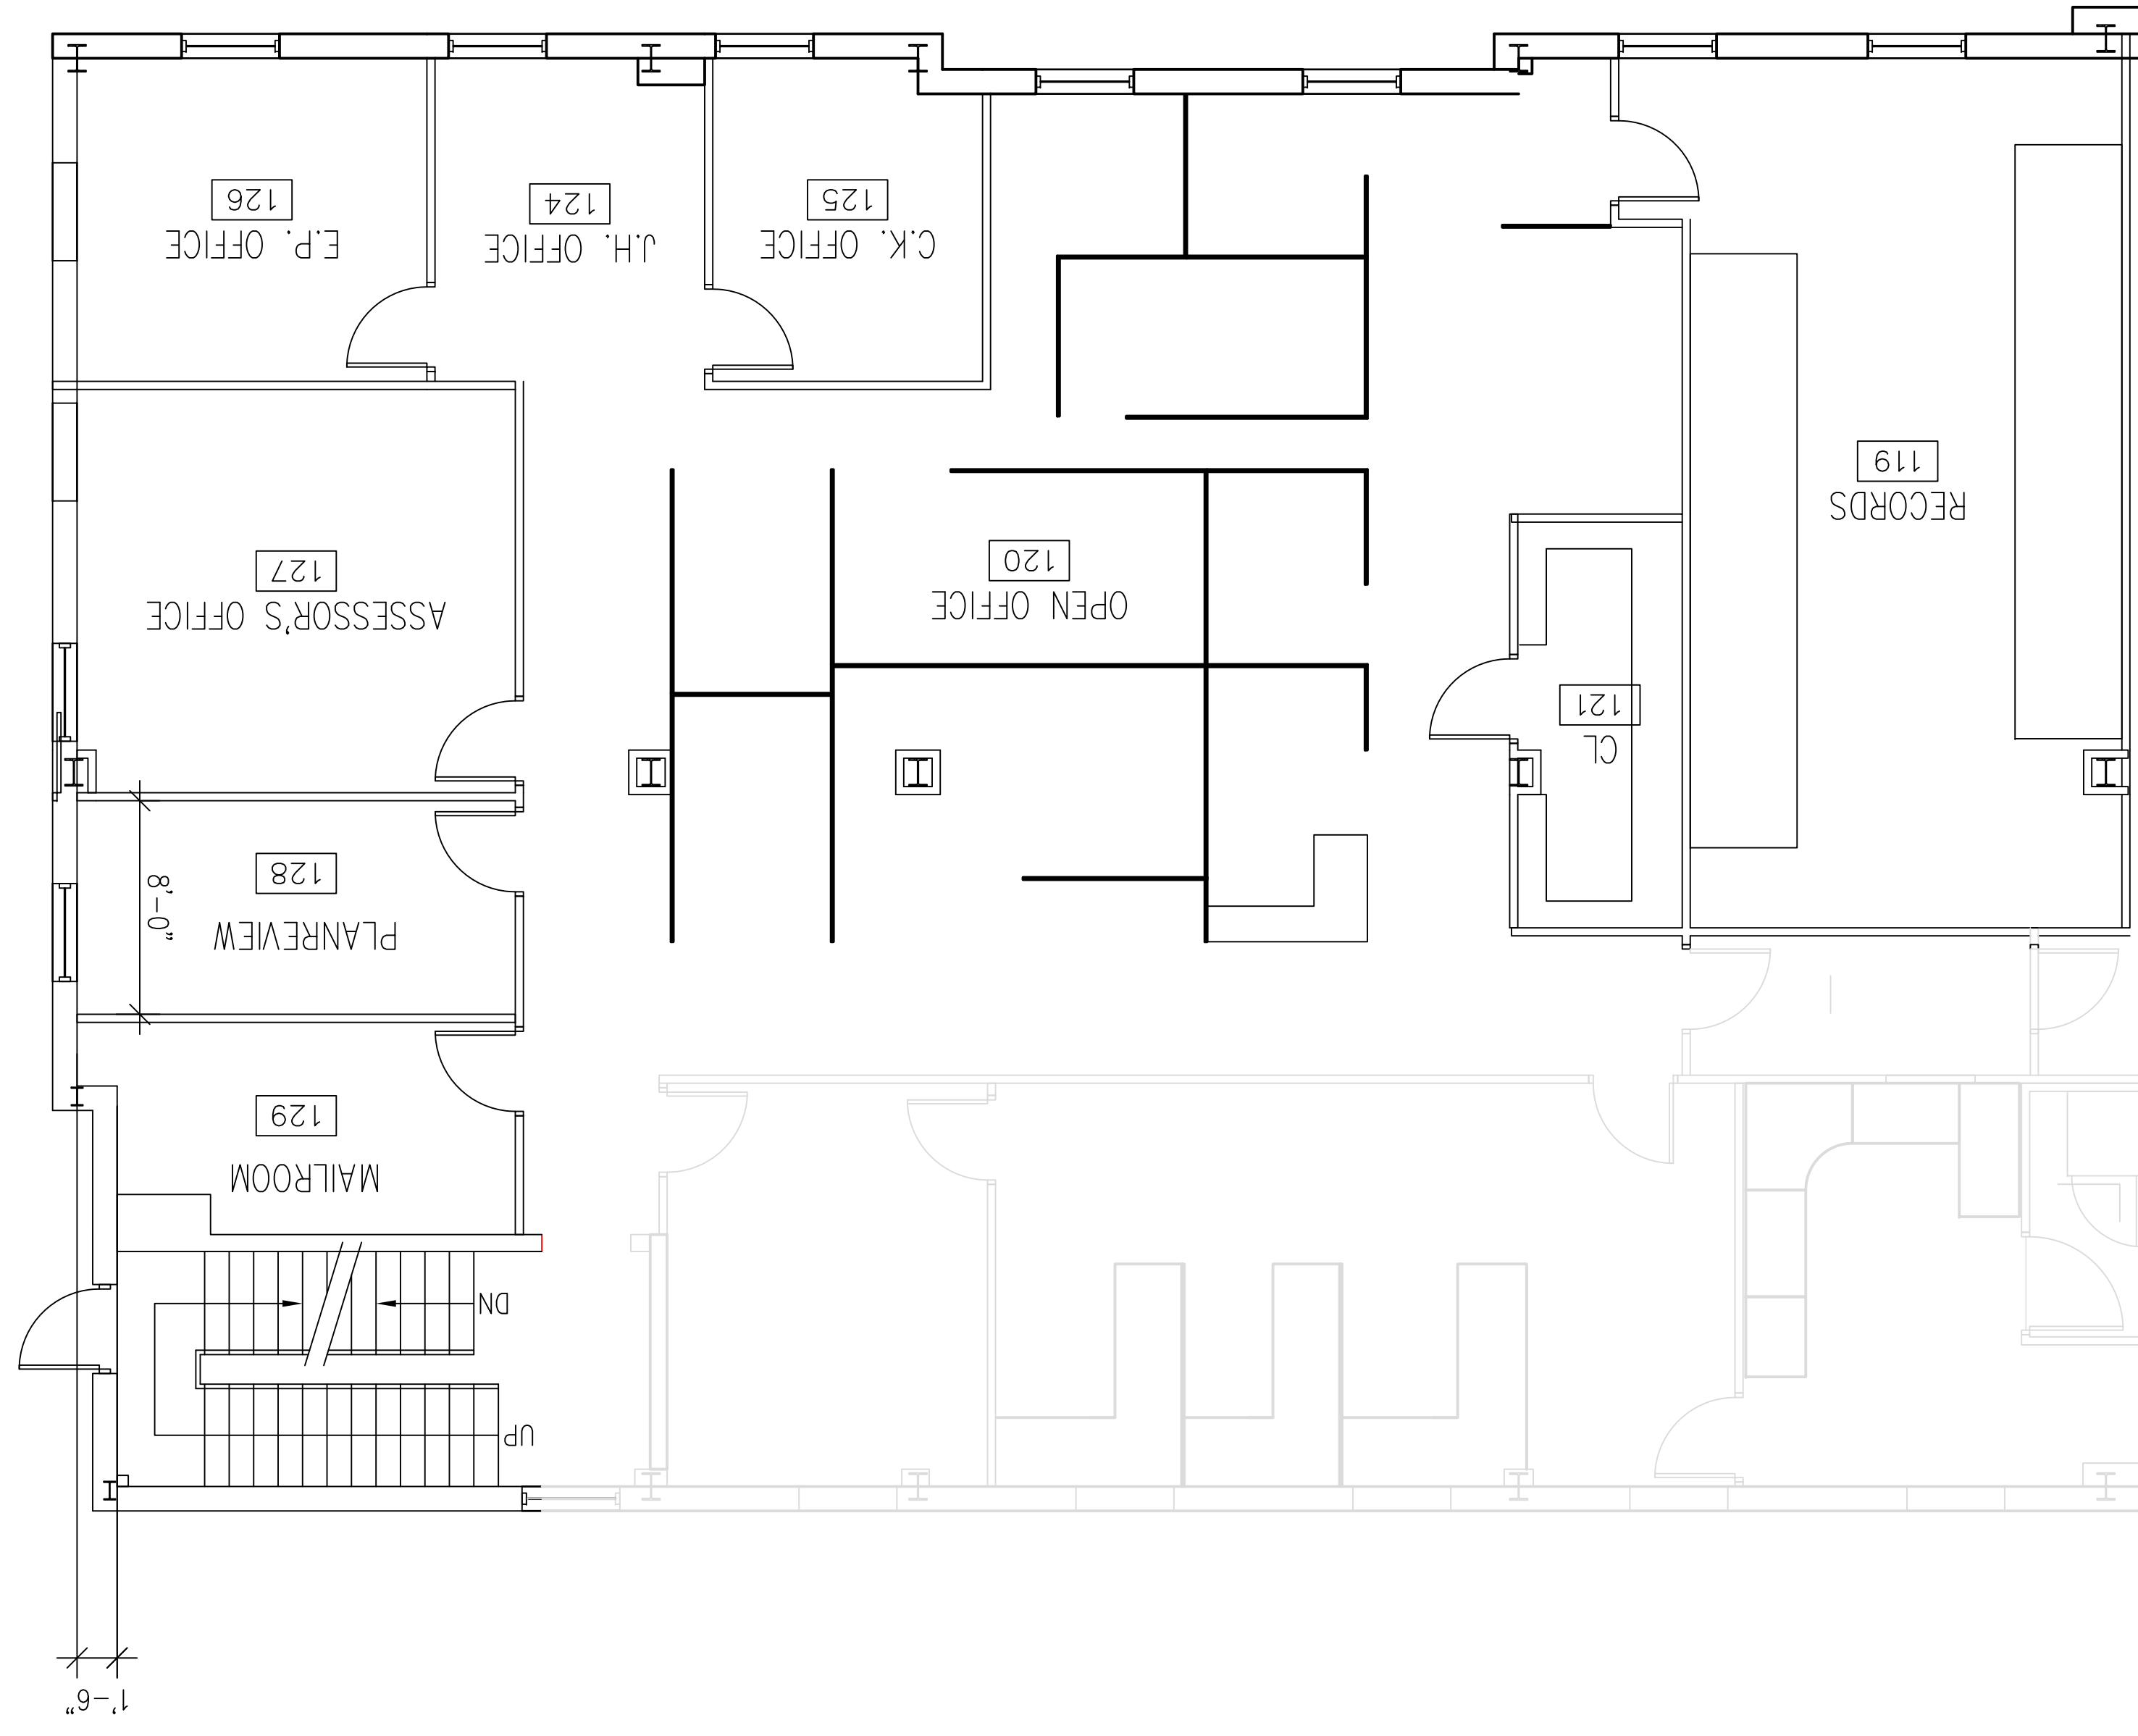 1'-6"
UP
DN
MAILROOM
129
PLANREVIEW
128
8'-0"
CL
121
OPEN OFFICE
120
ASSESSOR'S OFFICE
127
RECORDS
119
C.K. OFFICE
125
J.H. OFFICE
124
E.P. OFFICE
126